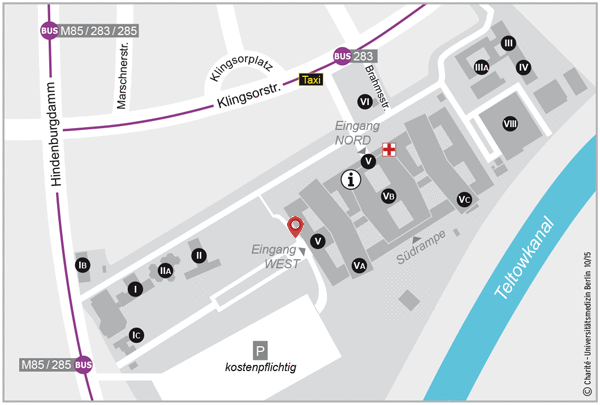 BUS M85 / 283 / 285
Marschnerstr.
Klingsorplatz
BUS 283
Taxi
Klingsorstr.
Brahmsstr.
Hindenburgdamm
III
IIIA
IV
VI
VIII
Eingang
NORD
V
i
VB
VC
V
VA
Eingang
WEST
Südrampe
Teltowkanal
IB
II
IIA
I
IC
M85 / 285 BUS
P
kostenpflichtig
© Charité - Universitätsmedizin Berlin 10/15